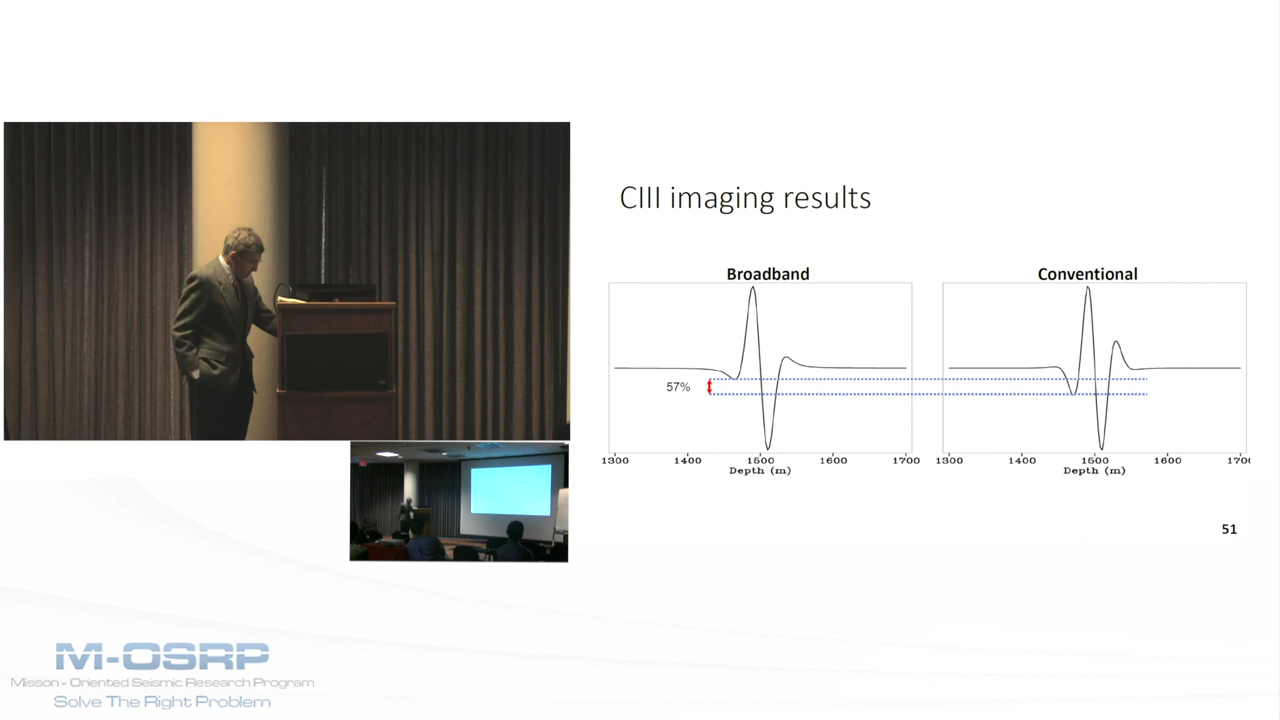 CIII imaging results
Broadband
Conventional
57%
1300 1400 1500 1600 1700
Depth (m)
1300 1400 1500 1600 1700
Depth (m)
51
M-OSRP
Misson - Oriented Seismic Research Program
Solve The Right Problem